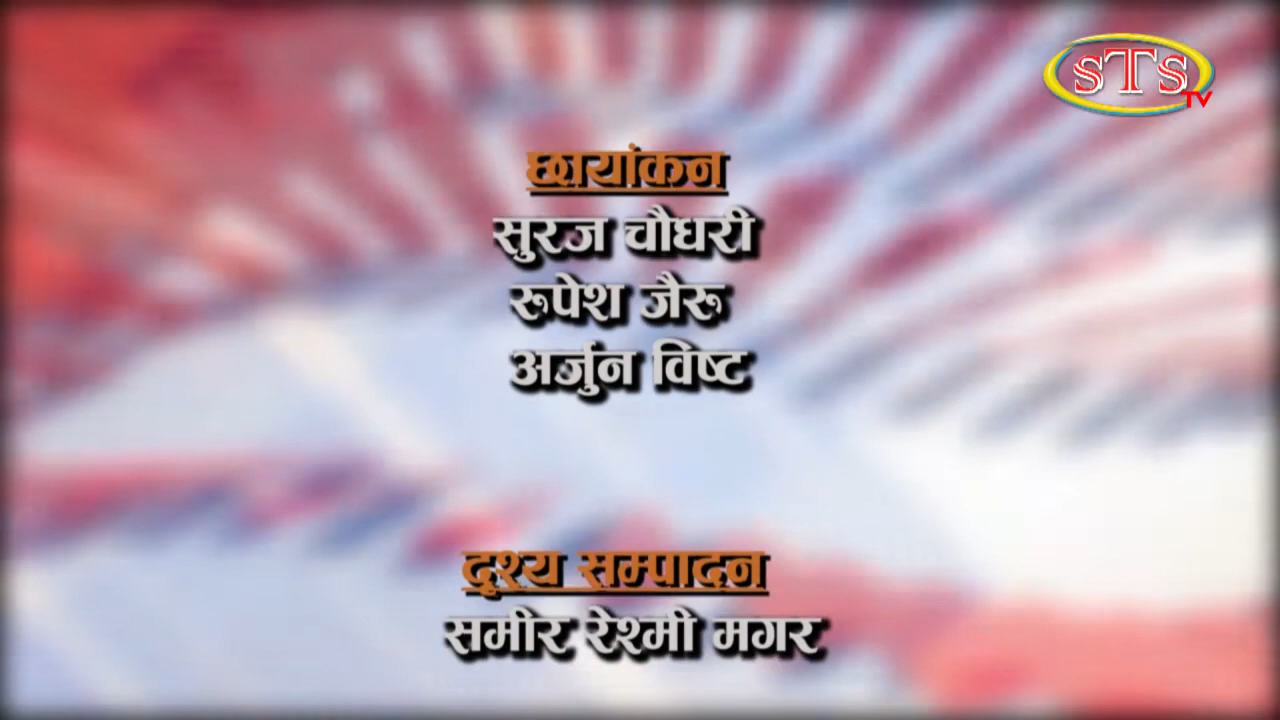 STS TV
छायांकन
सुरज चौधरी
रुपेश जैरू
अर्जुन विष्ट
दृश्य सम्पादन
समीर रेश्मी मगर